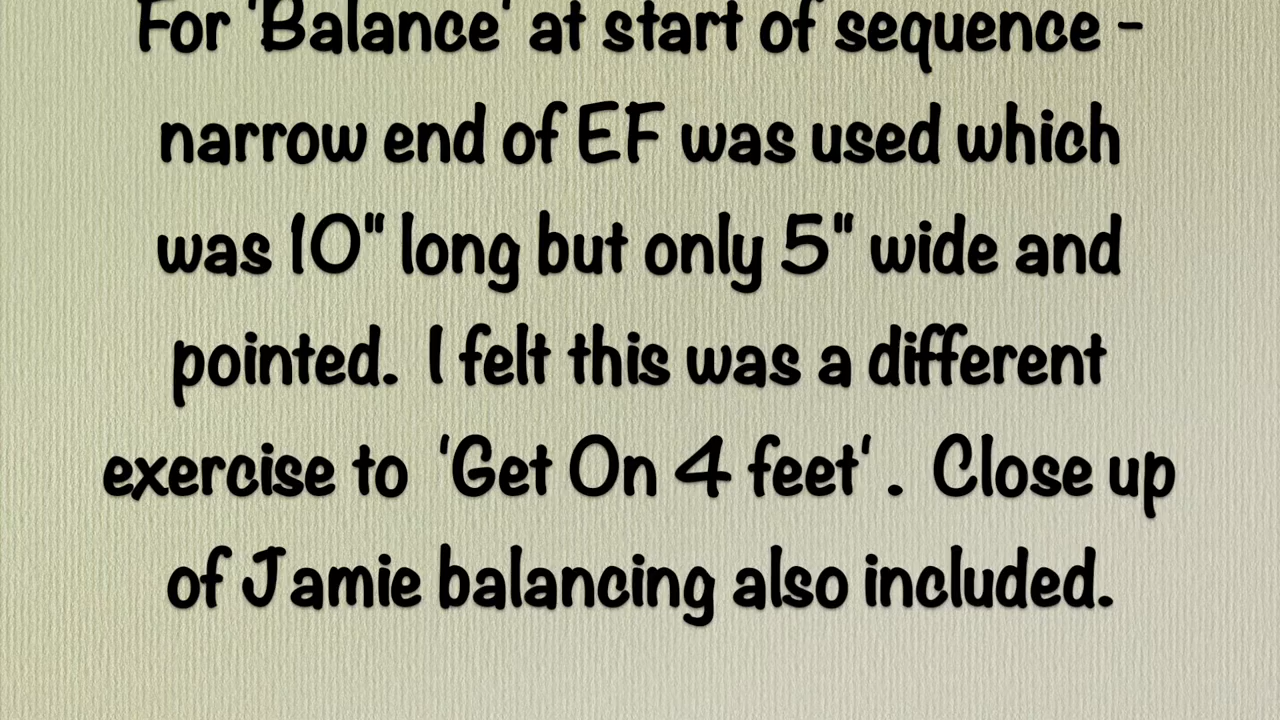 For 'Balance' at start of sequence -
narrow end of EF was used which
was 10" long but only 5" wide and
pointed.  I felt this was a different
exercise to  'Get On 4 feet' .  Close up
of Jamie balancing also included.